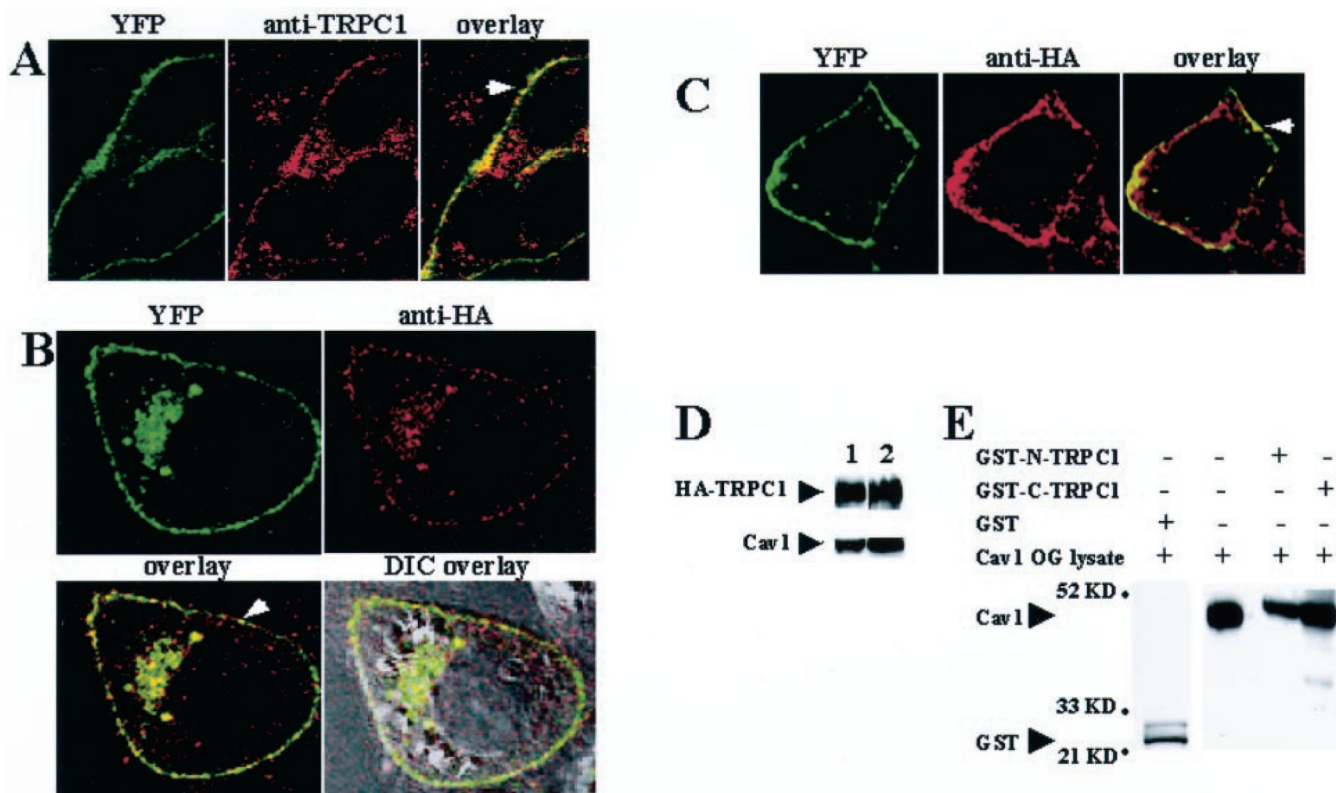 A
YFP anti-TRPC1 overlay
B
YFP anti-HA
overlay DIC overlay
C
YFP anti-HA overlay
D
1 2
HA-TRPC1
Cav1
E
GST-N-TRPC1 - - + -
GST-C-TRPC1 - - - +
GST + - - -
Cav1 OG lysate + + + +
52 KD
Cav1
33 KD
GST
21 KD